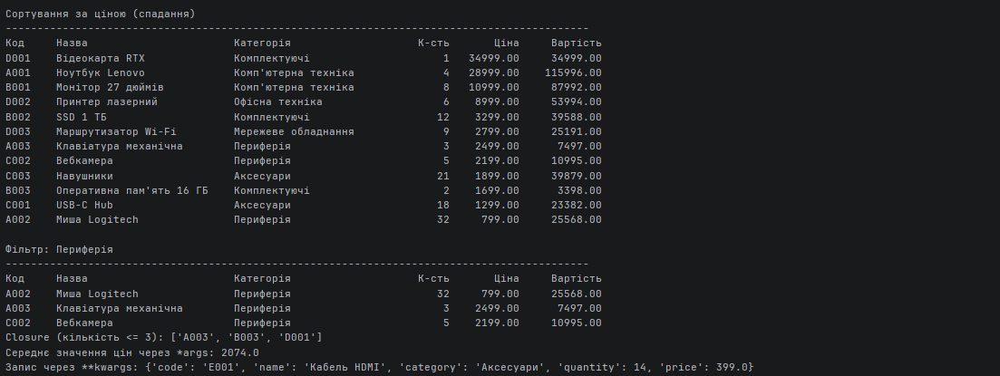 Сортування за ціною (спадання)
--------------------------------------------------------------------------------------------
Код Назва Категорія К-сть Ціна Вартість
D001 Відеокарта RTX Комплектуючі 1 34999.00 34999.00
A001 Ноутбук Lenovo Комп'ютерна техніка 4 28999.00 115996.00
B001 Монітор 27 дюймів Комп'ютерна техніка 8 10999.00 87992.00
D002 Принтер лазерний Офісна техніка 6 8999.00 53994.00
B002 SSD 1 ТБ Комплектуючі 12 3299.00 39588.00
D003 Маршрутизатор Wi-Fi Мережеве обладнання 9 2799.00 25191.00
A003 Клавіатура механічна Периферія 3 2499.00 7497.00
C002 Вебкамера Периферія 5 2199.00 10995.00
C003 Навушники Аксесуари 21 1899.00 39879.00
B003 Оперативна пам'ять 16 ГБ Комплектуючі 2 1699.00 3398.00
C001 USB-C Hub Аксесуари 18 1299.00 23382.00
A002 Миша Logitech Периферія 32 799.00 25568.00
Фільтр: Периферія
--------------------------------------------------------------------------------------------
Код Назва Категорія К-сть Ціна Вартість
A002 Миша Logitech Периферія 32 799.00 25568.00
A003 Клавіатура механічна Периферія 3 2499.00 7497.00
C002 Вебкамера Периферія 5 2199.00 10995.00
Closure (кількість <= 3): ['A003', 'B003', 'D001']
Середнє значення цін через *args: 2074.0
Запис через **kwargs: {'code': 'E001', 'name': 'Кабель HDMI', 'category': 'Аксесуари', 'quantity': 14, 'price': 399.0}